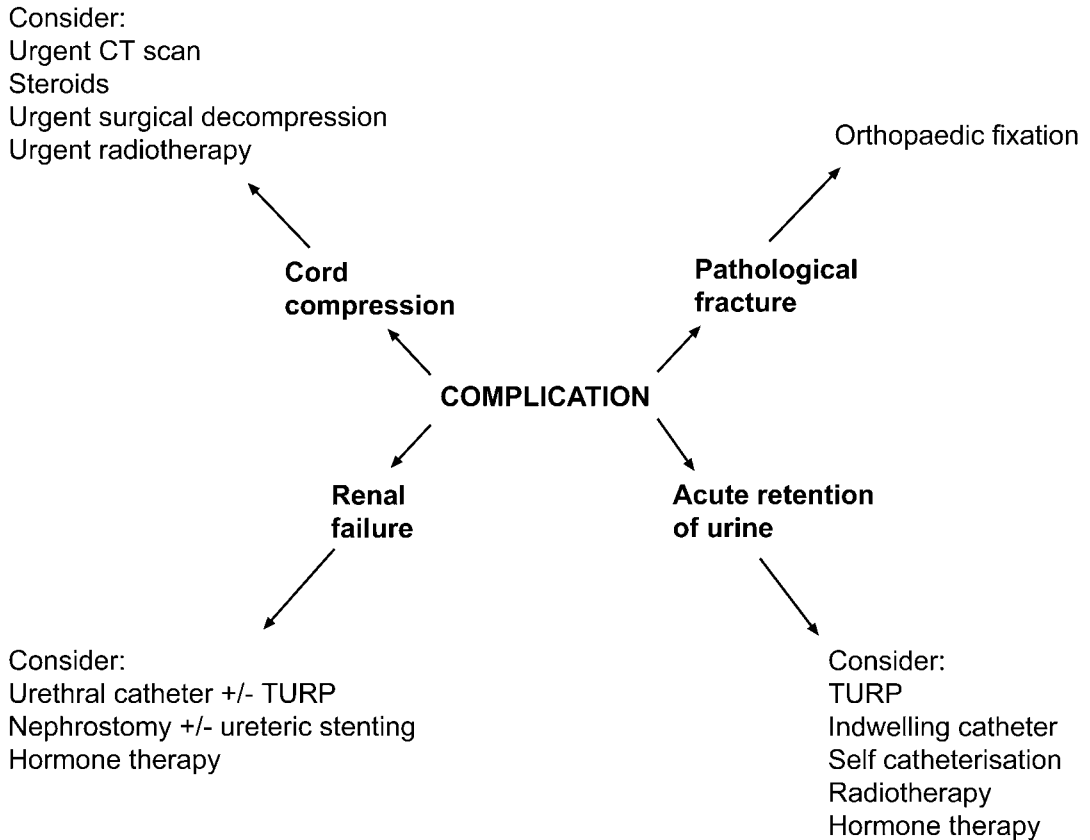 Consider:
Urgent CT scan
Steroids
Urgent surgical decompression
Urgent radiotherapy
Orthopaedic fixation
Cord
compression
Pathological
fracture
COMPLICATION
Renal
failure
Acute retention
of urine
Consider:
Urethral catheter +/- TURP
Nephrostomy +/- ureteric stenting
Hormone therapy
Consider:
TURP
Indwelling catheter
Self catheterisation
Radiotherapy
Hormone therapy